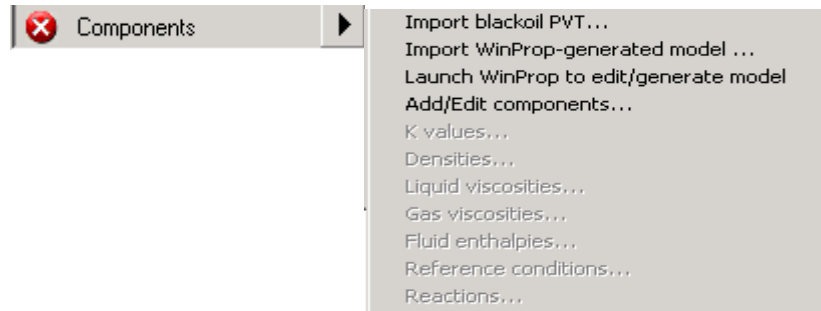 Components
Import blackoil PVT...
Import WinProp-generated model ...
Launch WinProp to edit/generate model
Add/Edit components...
K values...
Densities...
Liquid viscosities...
Gas viscosities...
Fluid enthalpies...
Reference conditions...
Reactions...